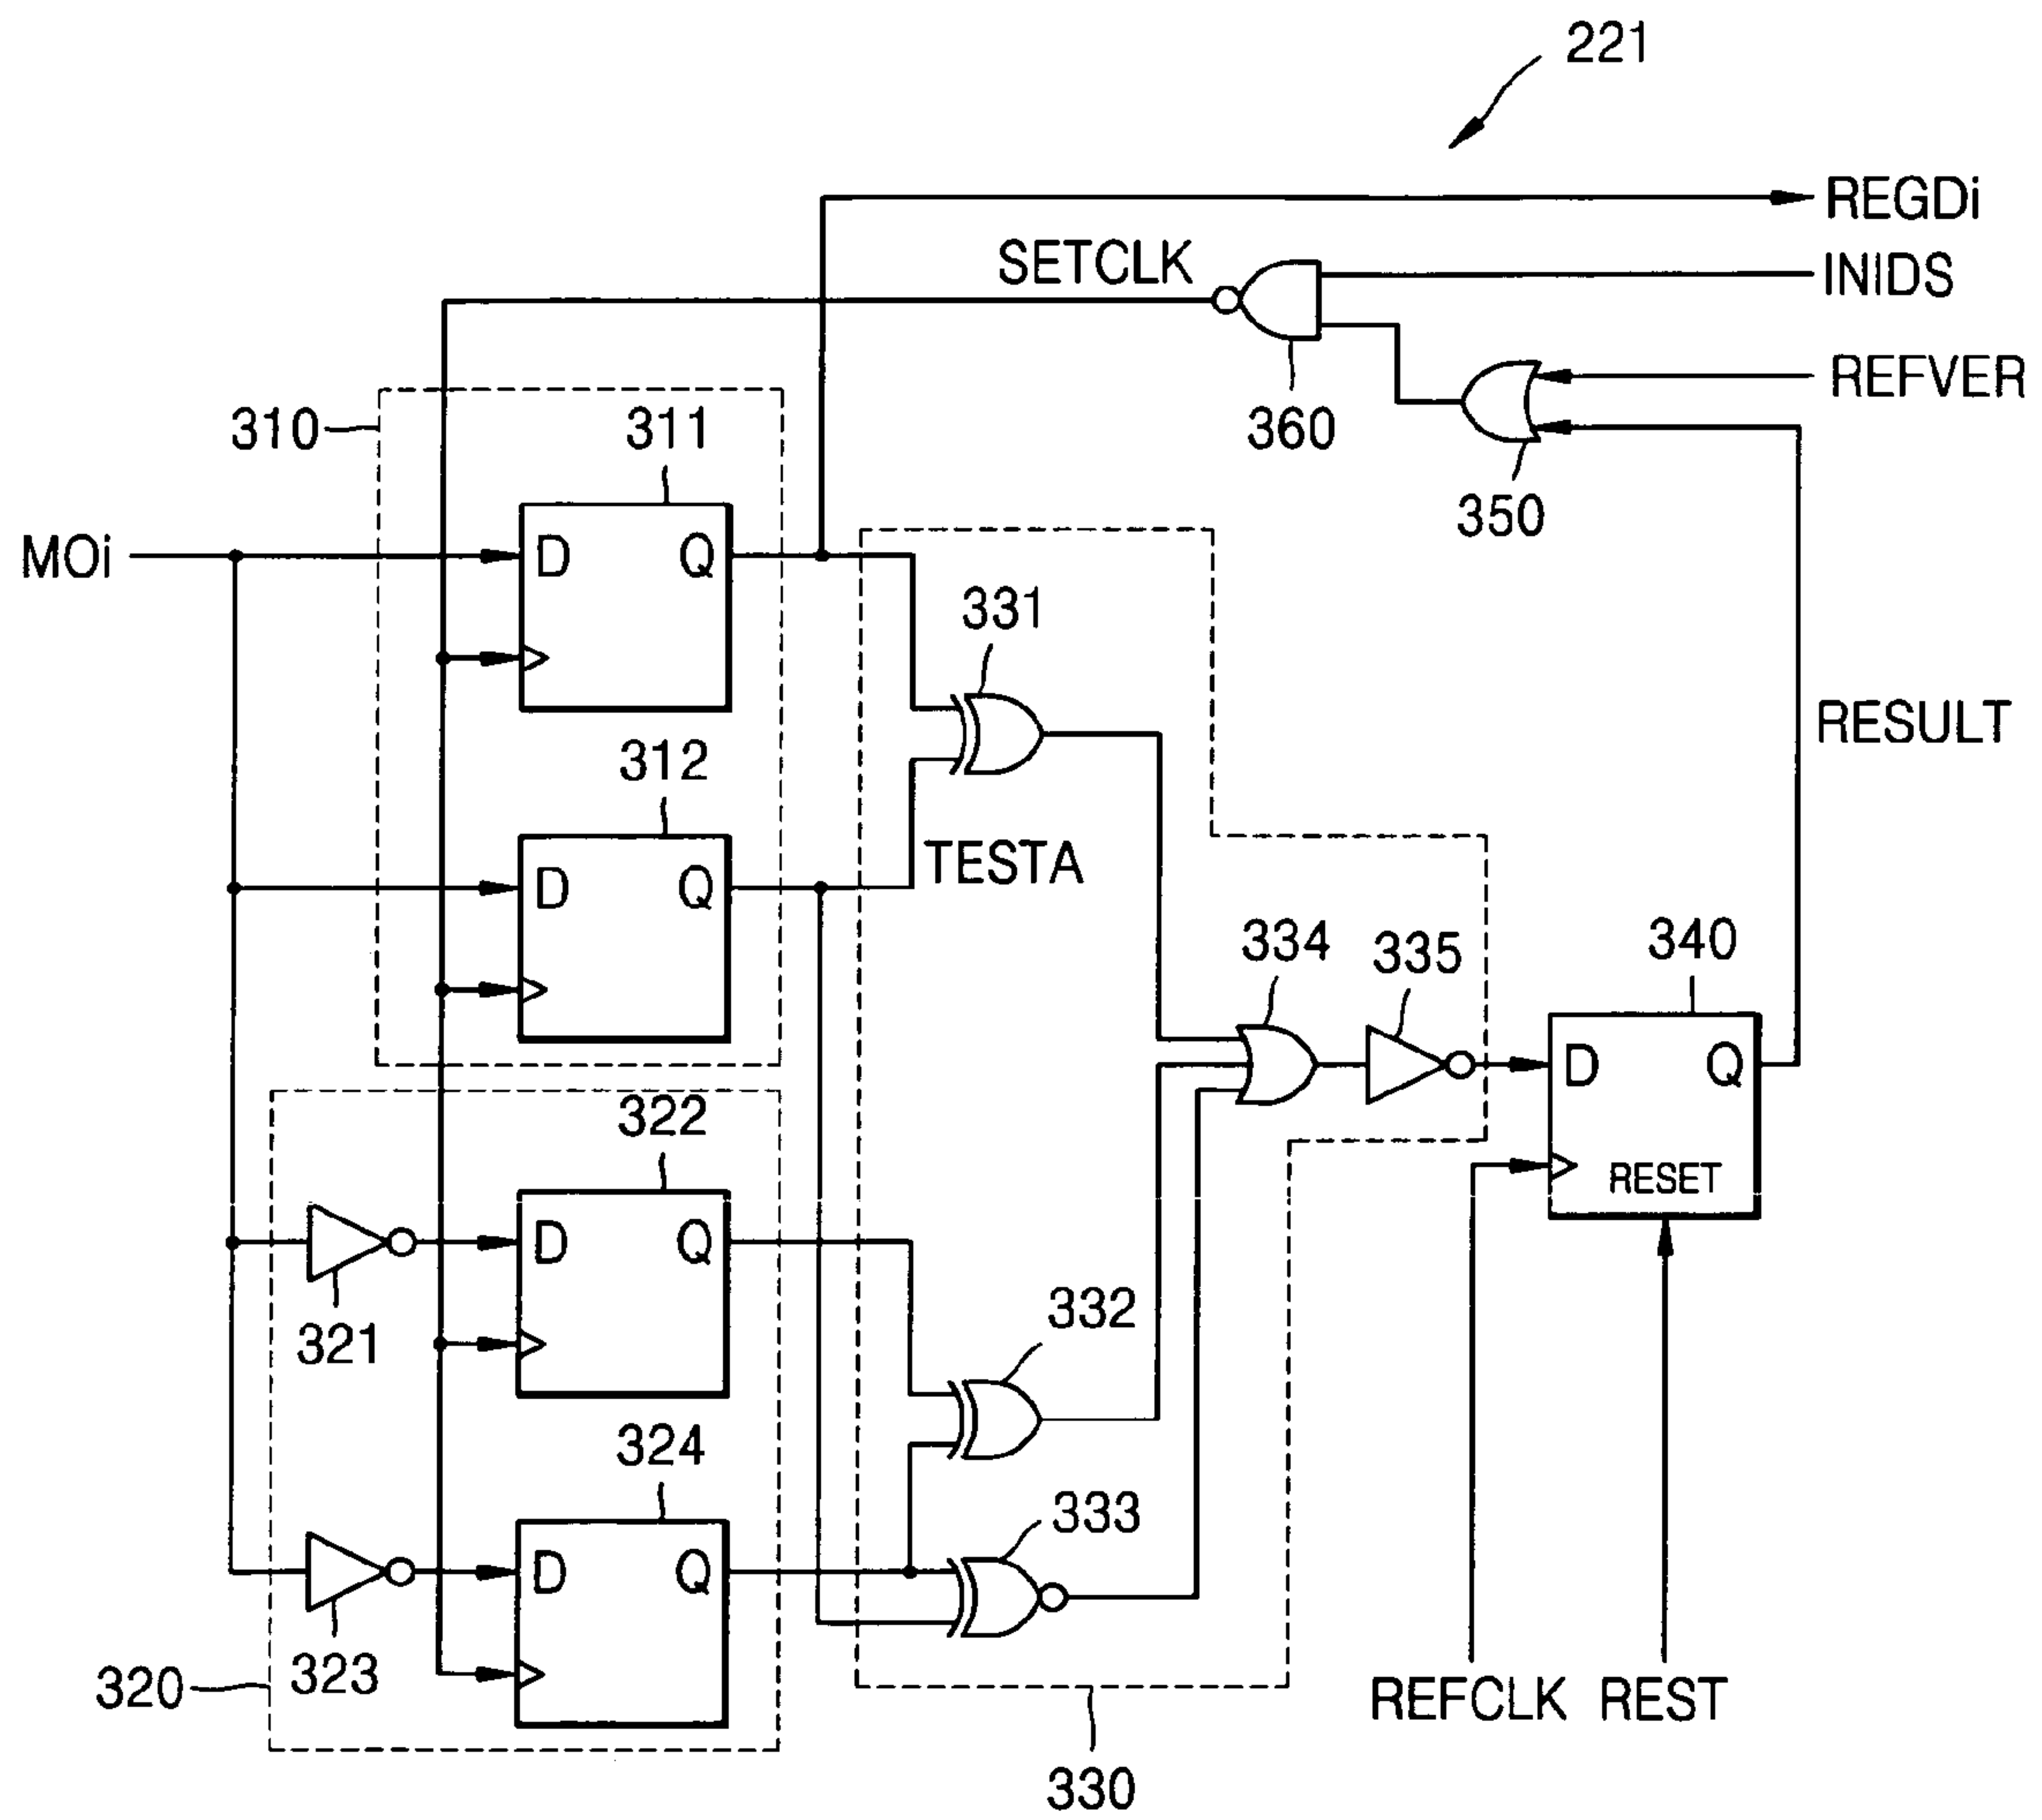 221
REGDi
SETCLK
INIDS
REFVER
310
311
360
350
MOi
D
Q
331
RESULT
312
TESTA
D
Q
334
335
340
D
Q
322
RESET
D
Q
332
321
324
333
D
Q
323
320
REFCLK
REST
330